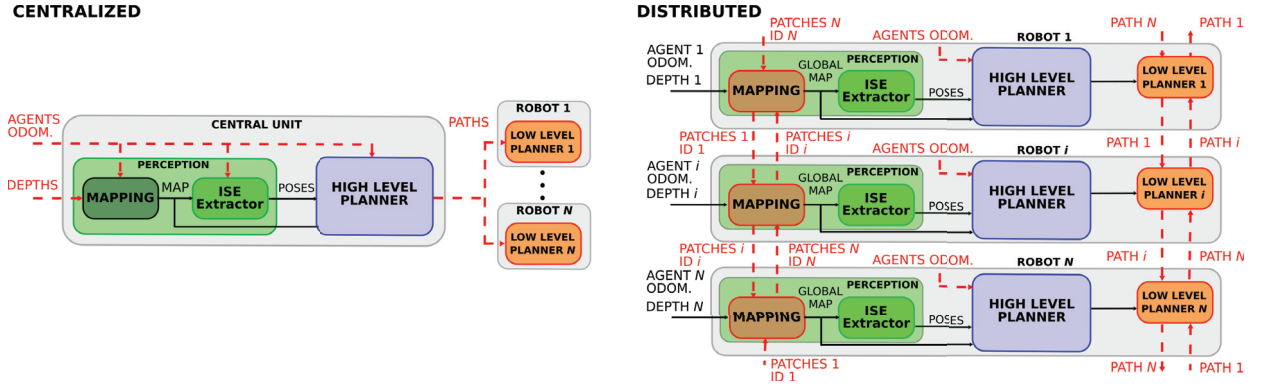 CENTRALIZED
AGENTS
ODOM.
DEPTHS
CENTRAL UNIT
PERCEPTION
MAPPING
MAP
ISE
Extractor
POSES
HIGH LEVEL
PLANNER
PATHS
ROBOT 1
LOW LEVEL
PLANNER 1
ROBOT N
LOW LEVEL
PLANNER N
DISTRIBUTED
PATCHES N
ID N
AGENTS ODOM.
ROBOT 1
PATH N
PATH 1
AGENT 1
ODOM.
DEPTH 1
PERCEPTION
MAPPING
GLOBAL
MAP
ISE
Extractor
POSES
HIGH LEVEL
PLANNER
LOW LEVEL
PLANNER 1
PATCHES 1
ID 1
PATCHES i
ID i
AGENTS ODOM.
ROBOT i
PATH 1
PATH i
AGENT i
ODOM.
DEPTH i
PERCEPTION
MAPPING
GLOBAL
MAP
ISE
Extractor
POSES
HIGH LEVEL
PLANNER
LOW LEVEL
PLANNER i
PATCHES i
ID i
PATCHES N
ID N
AGENTS ODOM.
ROBOT N
PATH i
PATH N
AGENT N
ODOM.
DEPTH N
PERCEPTION
MAPPING
GLOBAL
MAP
ISE
Extractor
POSES
HIGH LEVEL
PLANNER
LOW LEVEL
PLANNER N
PATCHES 1
ID 1
PATH N
PATH 1